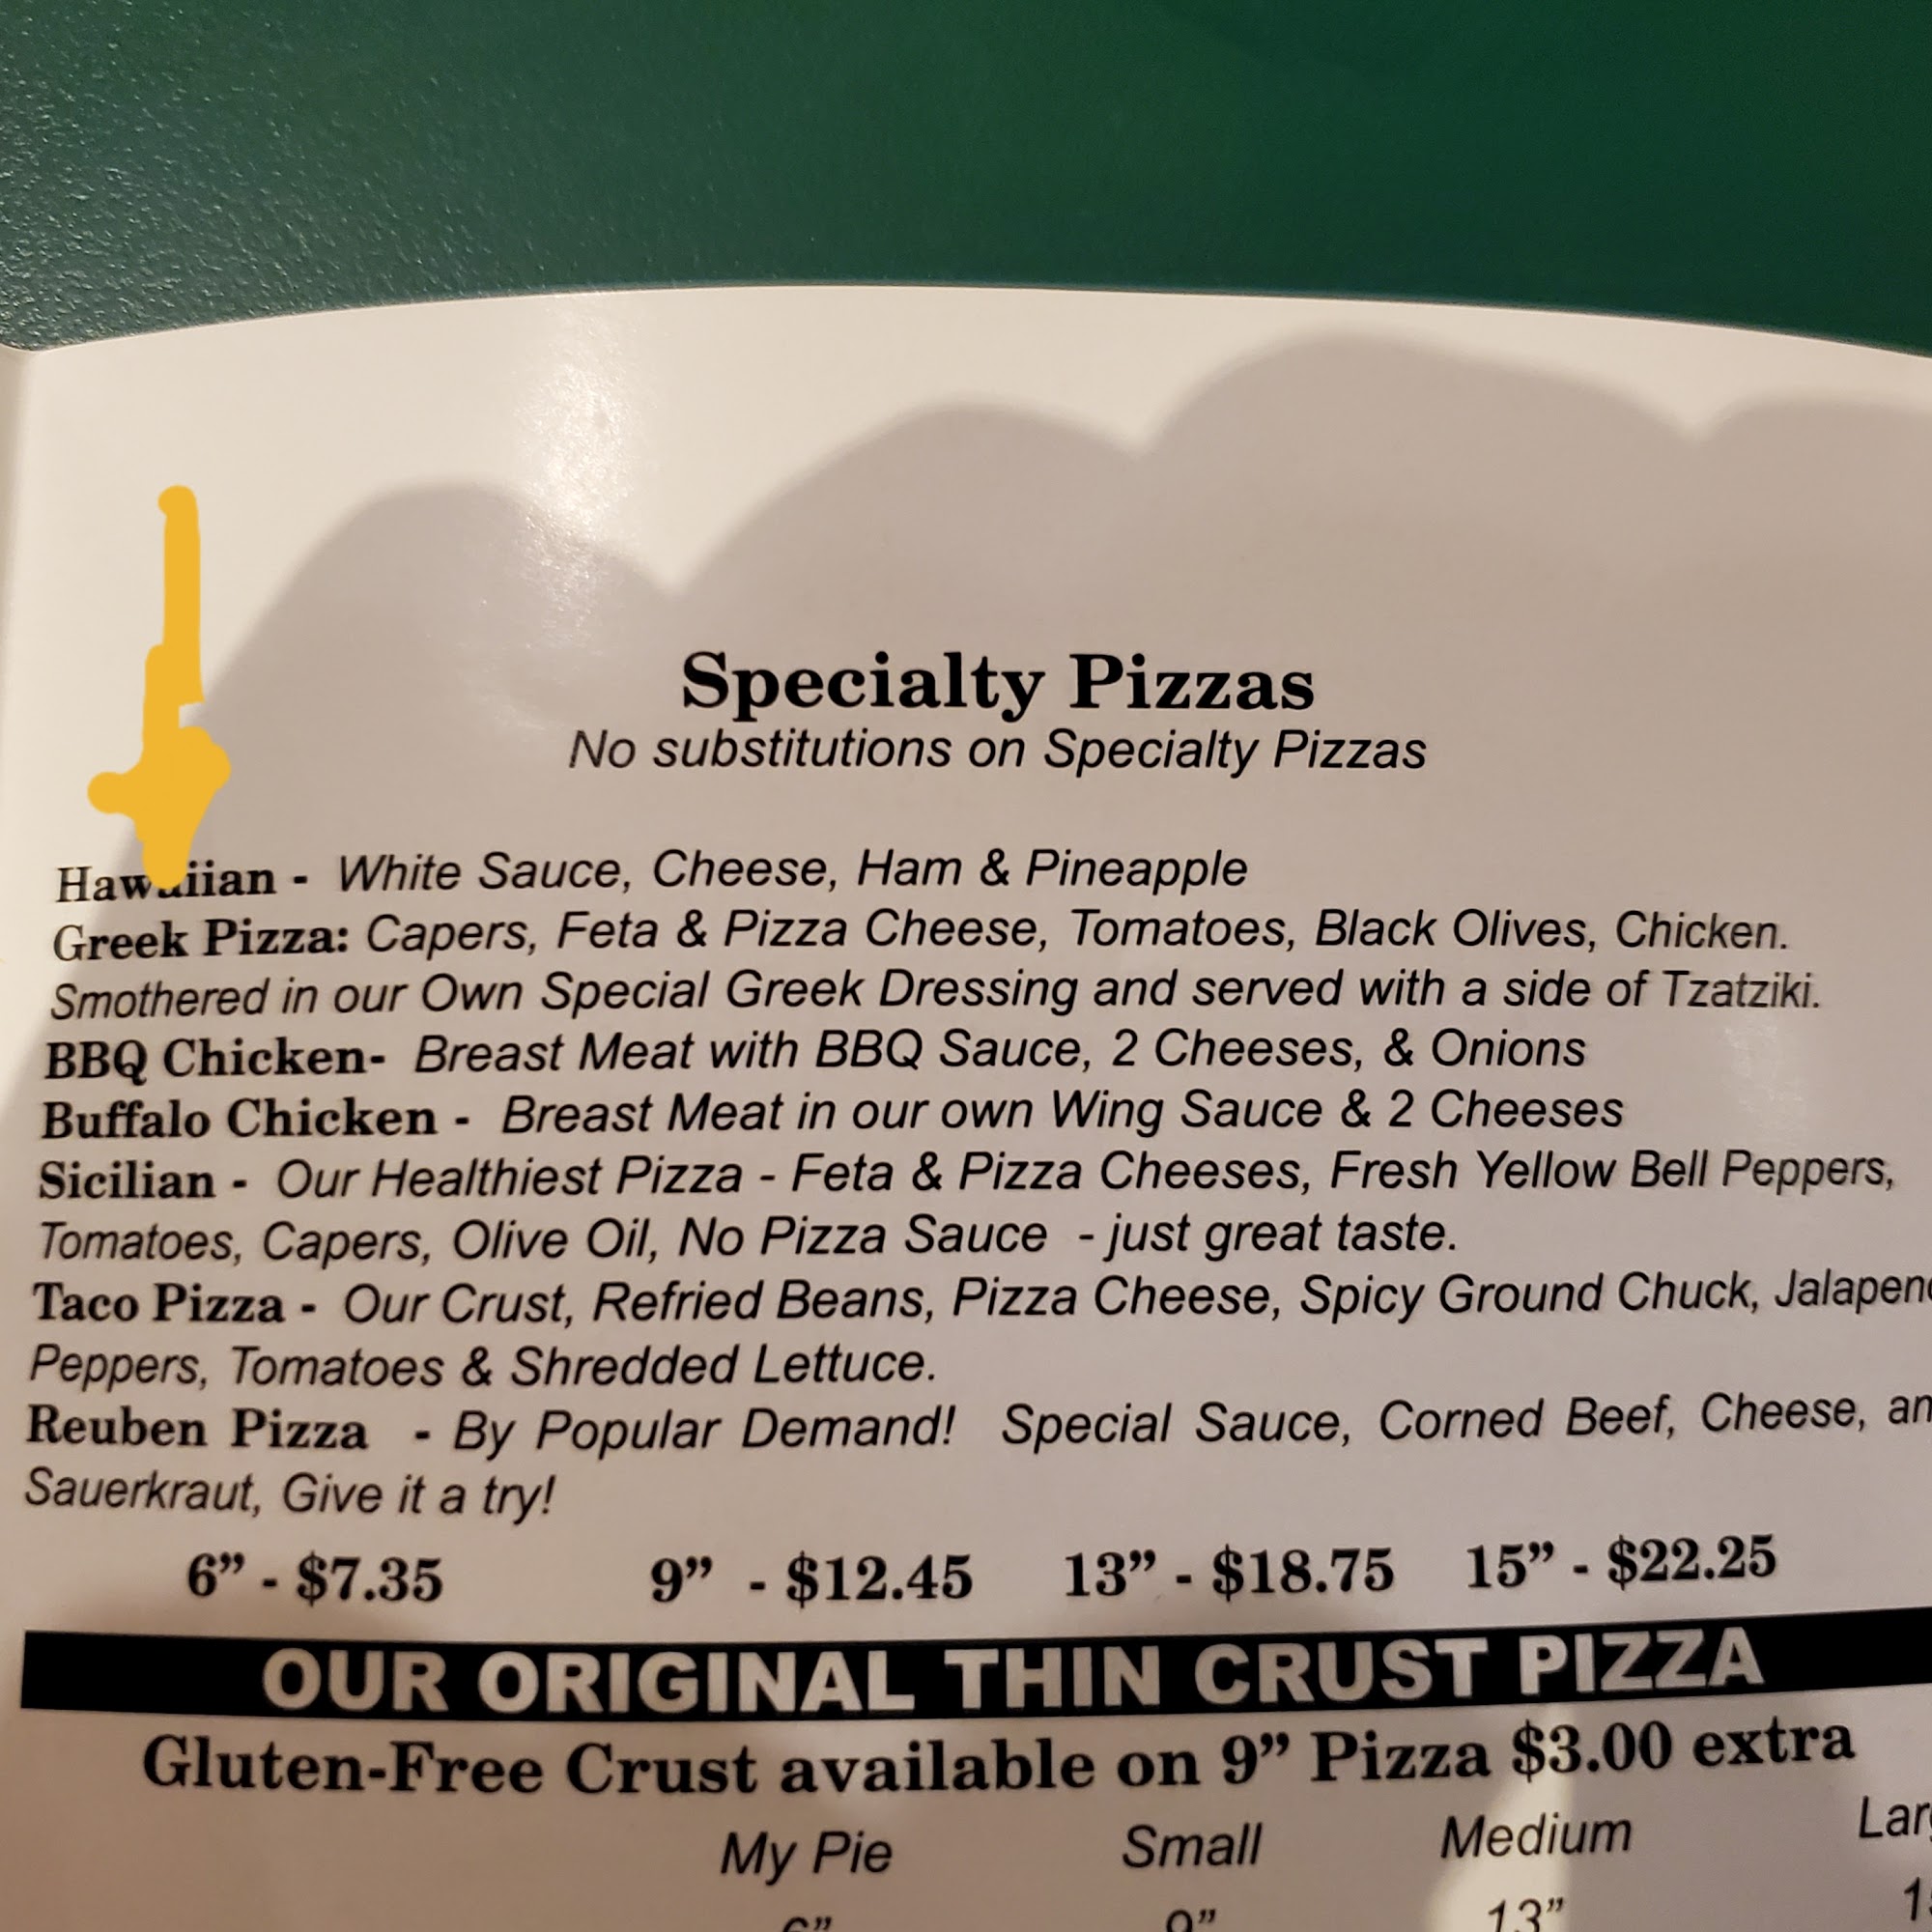 Specialty Pizzas
No substitutions on Specialty Pizzas
Hawaiian - White Sauce, Cheese, Ham & Pineapple
Greek Pizza: Capers, Feta & Pizza Cheese, Tomatoes, Black Olives, Chicken.
Smothered in our Own Special Greek Dressing and served with a side of Tzatziki.
BBQ Chicken- Breast Meat with BBQ Sauce, 2 Cheeses, & Onions
Buffalo Chicken - Breast Meat in our own Wing Sauce & 2 Cheeses
Sicilian - Our Healthiest Pizza - Feta & Pizza Cheeses, Fresh Yellow Bell Peppers,
Tomatoes, Capers, Olive Oil, No Pizza Sauce - just great taste.
Taco Pizza - Our Crust, Refried Beans, Pizza Cheese, Spicy Ground Chuck,
Peppers, Tomatoes & Shredded Lettuce.
Reuben Pizza - By Popular Demand! Special Sauce, Corned Beef, Cheese,
Sauerkraut, Give it a try!
6” - $7.35 9” - $12.45 13” - $18.75 15” - $22.25
OUR ORIGINAL THIN CRUST PIZZA
Gluten-Free Crust available on 9” Pizza $3.00 extra
My Pie Small Medium
6” 9” 13”